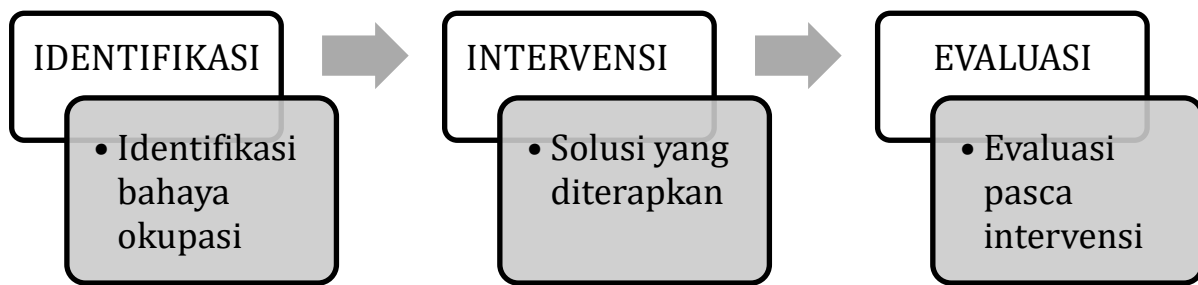 IDENTIFIKASI
• Identifikasi
bahaya
okupasi
INTERVENSI
• Solusi yang
diterapkan
EVALUASI
• Evaluasi
pasca
intervensi